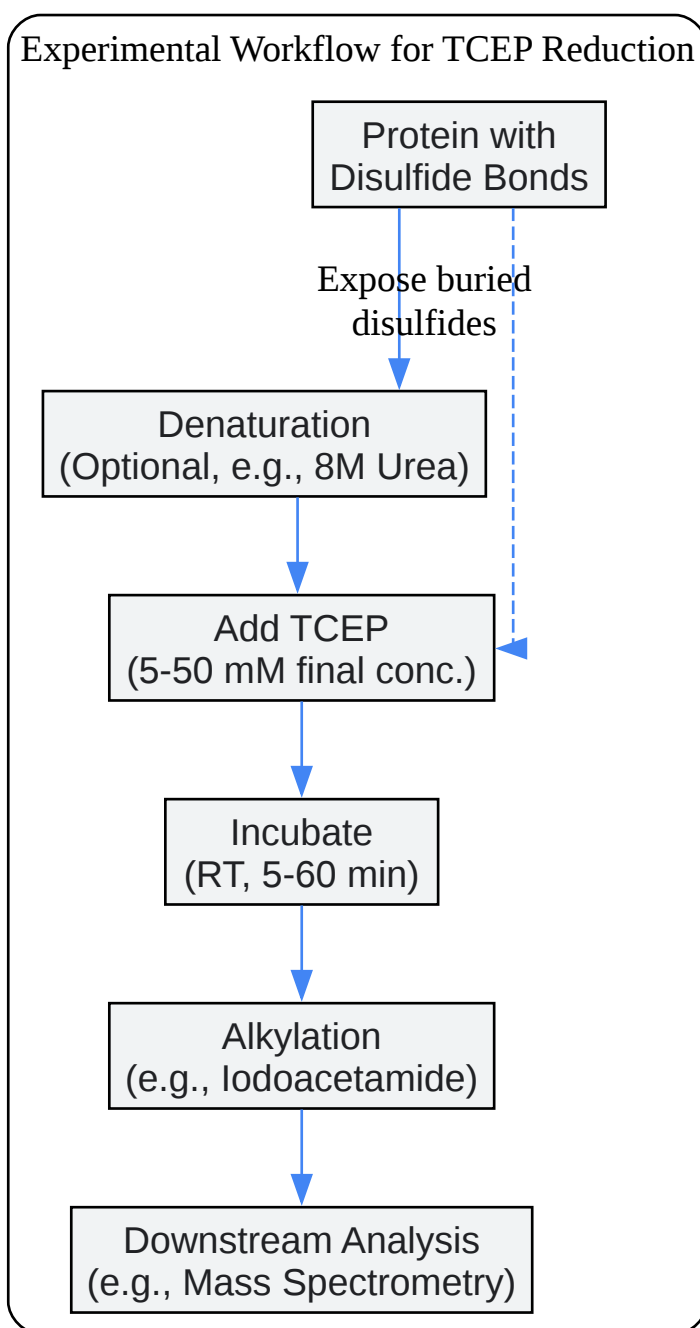 Experimental Workflow for TCEP Reduction
Protein with
Disulfide Bonds
Expose buried
disulfides
Denaturation
(Optional, e.g., 8M Urea)
Add TCEP
(5-50 mM final conc.)
Incubate
(RT, 5-60 min)
Alkylation
(e.g., Iodoacetamide)
Downstream Analysis
(e.g., Mass Spectrometry)